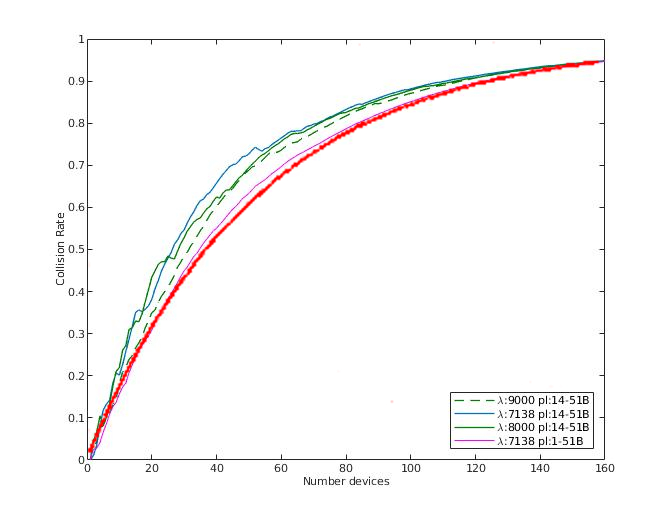 1
0.9
0.8
0.7
0.6
0.5
0.4
0.3
0.2
0.1
0
Collision Rate
λ:9000 pl:14-51B
λ:7138 pl:14-51B
λ:8000 pl:14-51B
λ:7138 pl:1-51B
0 20 40 60 80 100 120 140 160
Number devices